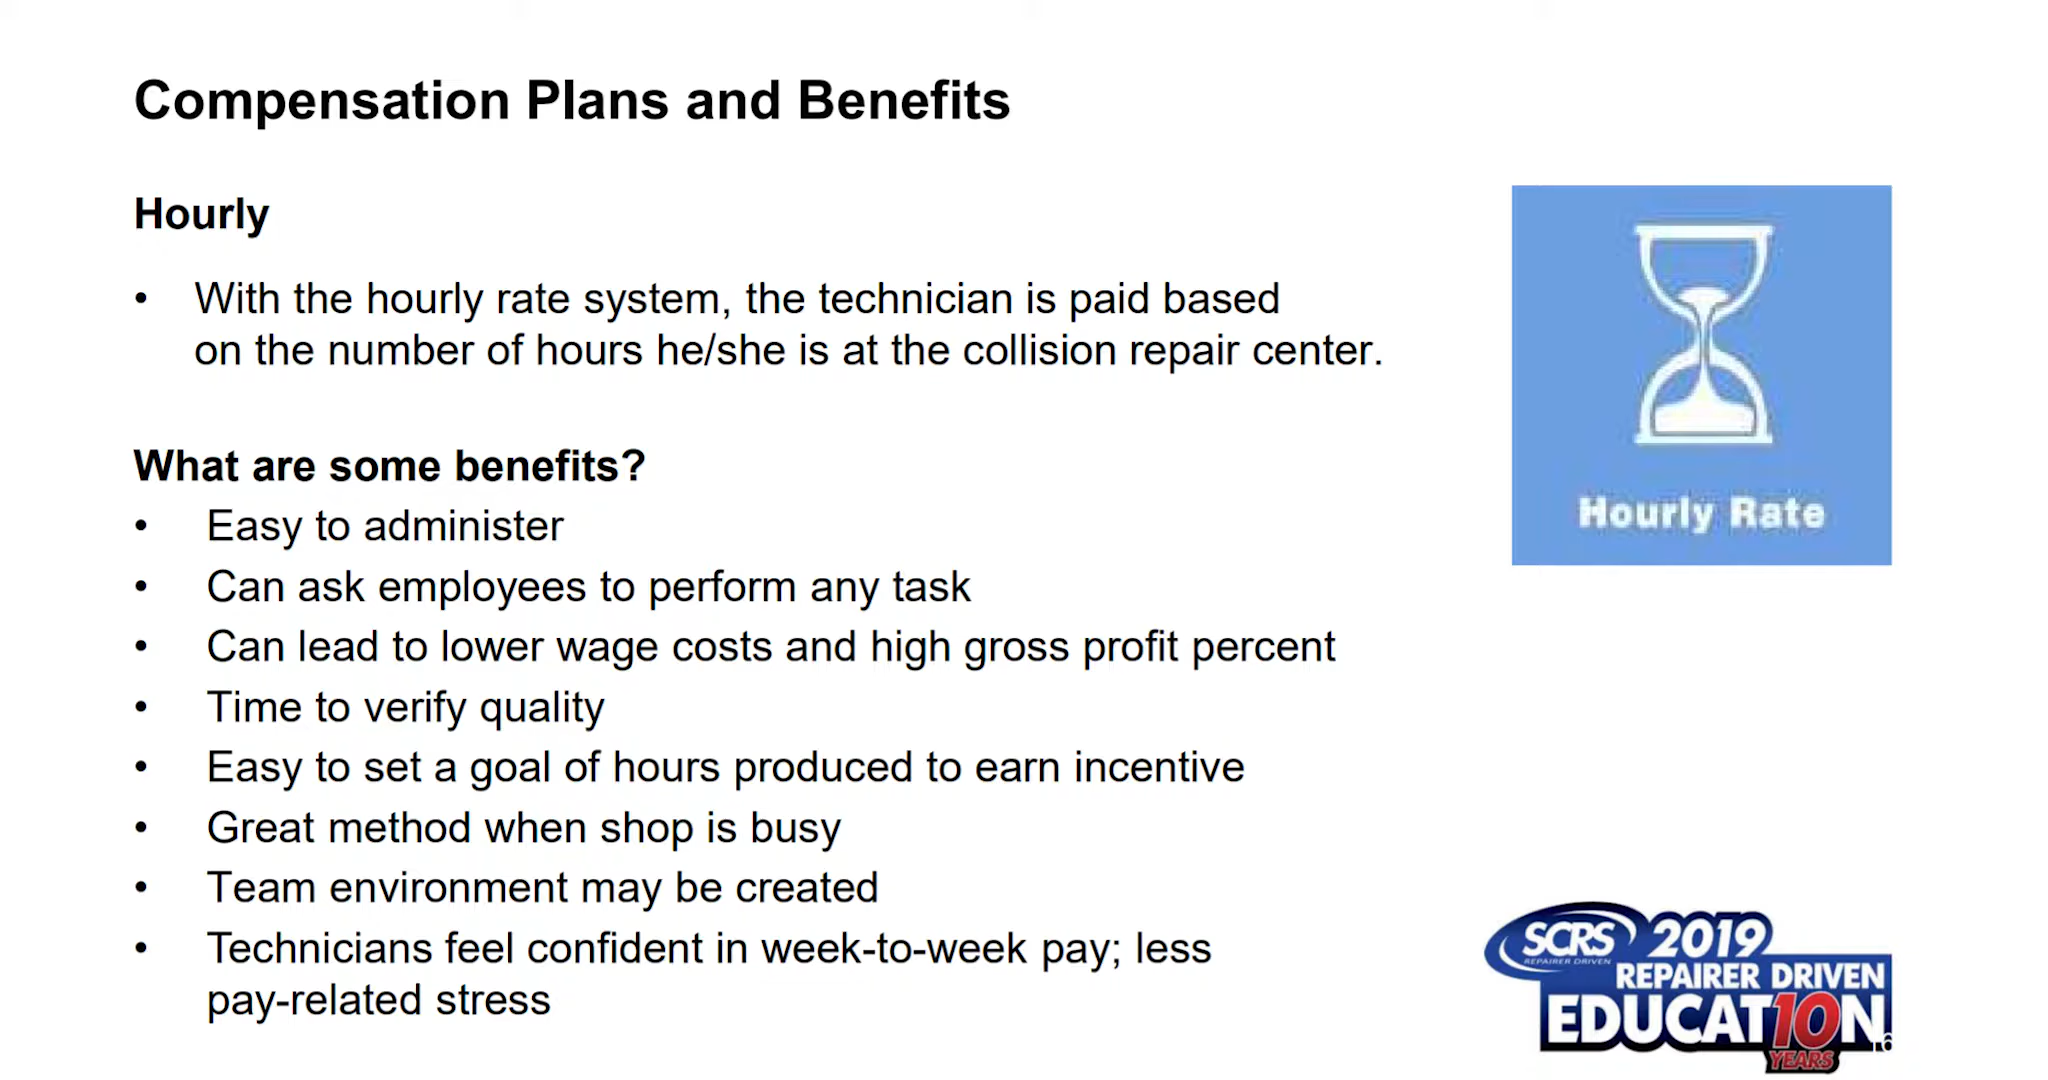 Compensation Plans and Benefits
Hourly
• With the hourly rate system, the technician is paid based
on the number of hours he/she is at the collision repair center.
Hourly Rate
What are some benefits?
• Easy to administer
• Can ask employees to perform any task
• Can lead to lower wage costs and high gross profit percent
• Time to verify quality
• Easy to set a goal of hours produced to earn incentive
• Great method when shop is busy
• Team environment may be created
• Technicians feel confident in week-to-week pay; less
pay-related stress
SCRS
REPAIRER DRIVEN
2019
REPAIRER DRIVEN
EDUCAT10N
YEARS
16